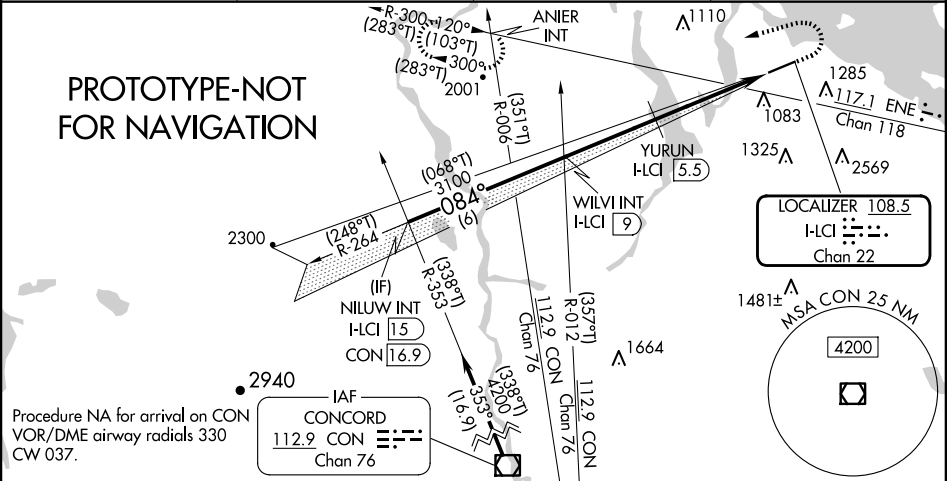 PROTOTYPE-NOT
FOR NAVIGATION
R-300
120°
(283°T)
(103°T)
300°
(283°T)
2001
ANIER
INT
1110
1285
117.1 ENE
Chan 118
1083
1325
2569
(351°T)
R-006
YURUN
I-LCI 5.5
(068°T)
3100
084°
(6)
WILVI INT
I-LCI 9
LOCALIZER 108.5
I-LCI
Chan 22
2300
(248°T)
R-264
(IF)
NILUW INT
I-LCI 15
CON 16.9
(338°T)
R-353
(357°T)
R-012
112.9 CON
Chan 76
112.9 CON
Chan 76
1664
1481±
MSA CON 25 NM
4200
2940
Procedure NA for arrival on CON
VOR/DME airway radials 330
CW 037.
IAF
CONCORD
112.9 CON
Chan 76
(338°T)
4200
353°
(16.9)